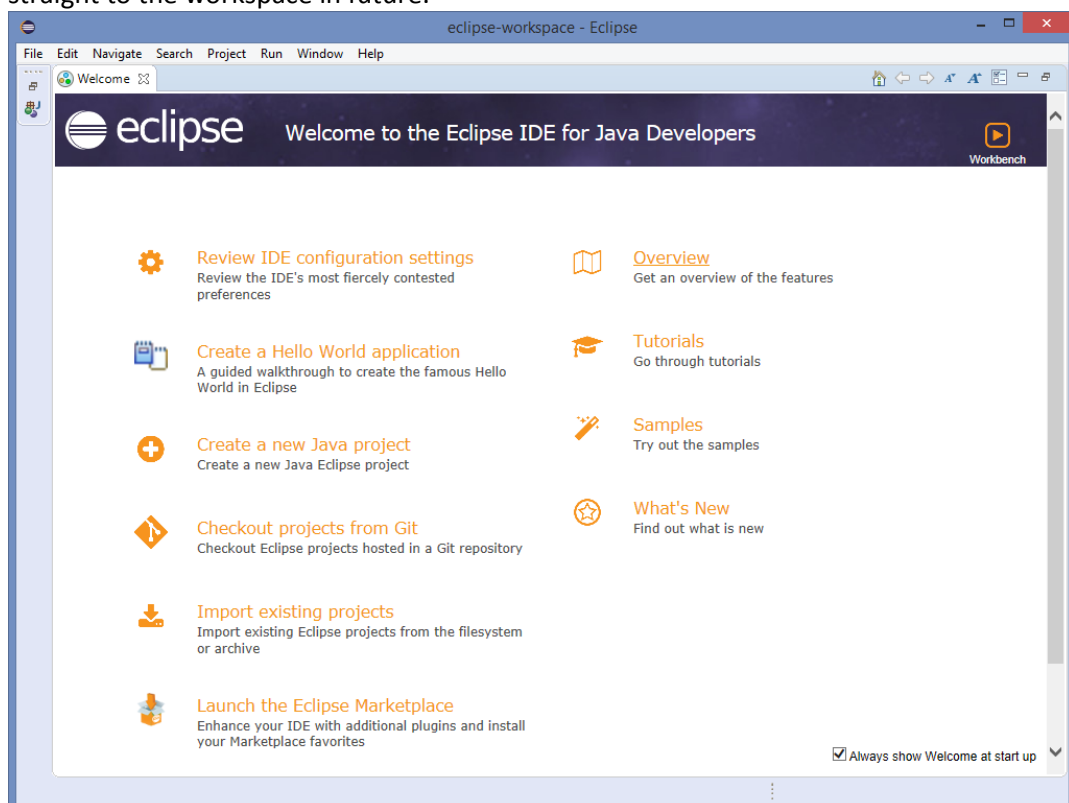 straight to the workspace in future.
eclipse-workspace - Eclipse
File Edit Navigate Search Project Run Window Help
Welcome
eclipse Welcome to the Eclipse IDE for Java Developers
Workbench
Review IDE configuration settings
Review the IDE's most fiercely contested
preferences
Create a Hello World application
A guided walkthrough to create the famous Hello
World in Eclipse
Create a new Java project
Create a new Java Eclipse project
Checkout projects from Git
Checkout Eclipse projects hosted in a Git repository
Import existing projects
Import existing Eclipse projects from the filesystem
or archive
Launch the Eclipse Marketplace
Enhance your IDE with additional plugins and install
your Marketplace favorites
Overview
Get an overview of the features
Tutorials
Go through tutorials
Samples
Try out the samples
What's New
Find out what is new
Always show Welcome at start up